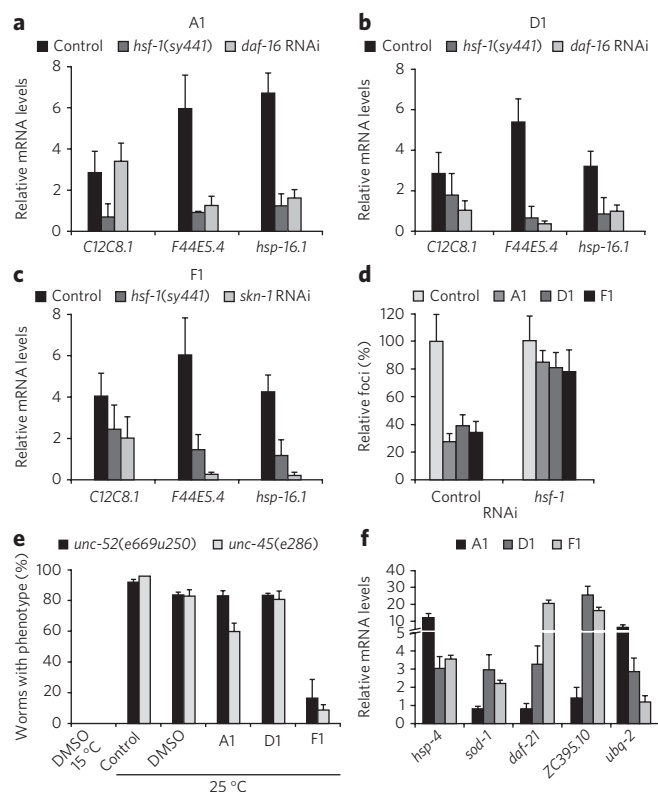 a A1
Control hsf-1(sy441) daf-16 RNAi
Relative mRNA levels
8
6
4
2
0
C12C8.1 F44E5.4 hsp-16.1
b D1
Control hsf-1(sy441) daf-16 RNAi
Relative mRNA levels
8
6
4
2
0
C12C8.1 F44E5.4 hsp-16.1
c F1
Control hsf-1(sy441) skn-1 RNAi
Relative mRNA levels
8
6
4
2
0
C12C8.1 F44E5.4 hsp-16.1
d
Control A1 D1 F1
Relative foci (%)
120
100
80
60
40
20
0
Control hsf-1
RNAi
e
unc-52(e669u250) unc-45(e286)
Worms with phenotype (%)
100
80
60
40
20
0
DMSO 15 °C Control DMSO A1 D1 F1
25 °C
f
A1 D1 F1
Relative mRNA levels
40
30
20
10
5
5
4
3
2
1
0
hsp-4 sod-1 daf-21 ZC395.10 ubq-2